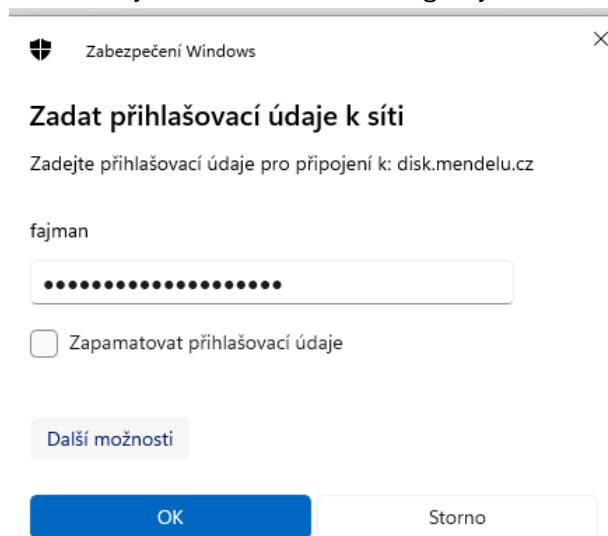 Zabezpečení Windows
Zadat přihlašovací údaje k síti
Zadejte přihlašovací údaje pro připojení k: disk.mendelu.cz
fajman
••••••••••••••••••••
Zapamatovat přihlašovací údaje
Další možnosti
OK
Storno